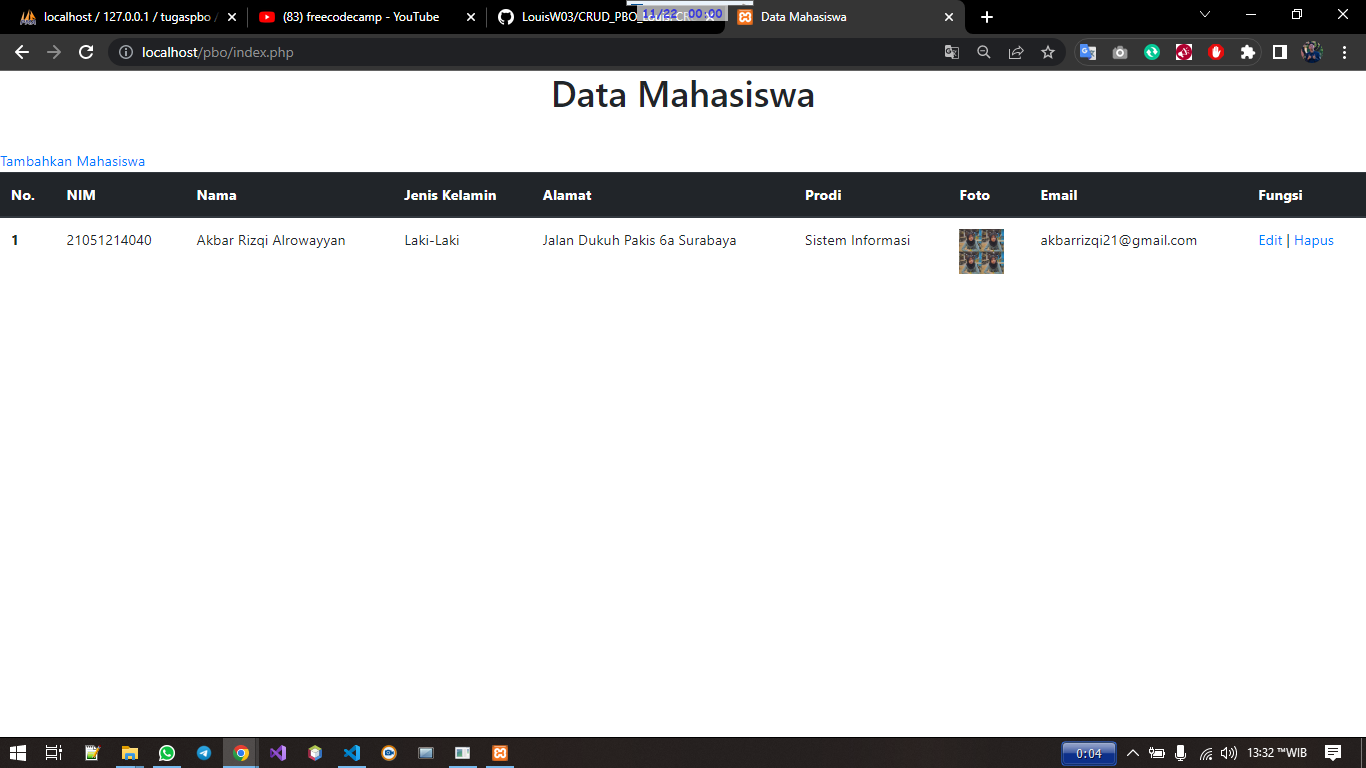 localhost / 127.0.0.1 / tugaspbo /
(83) freecodecamp - YouTube
LouisW03/CRUD_PBO_
Data Mahasiswa
11/22 00:00
localhost/pbo/index.php
Data Mahasiswa
Tambahkan Mahasiswa
No. NIM Nama Jenis Kelamin Alamat Prodi Foto Email Fungsi
1 21051214040 Akbar Rizqi Alrowayyan Laki-Laki Jalan Dukuh Pakis 6a Surabaya Sistem Informasi akbarrizqi21@gmail.com Edit | Hapus
0:04
13:32 ™WIB